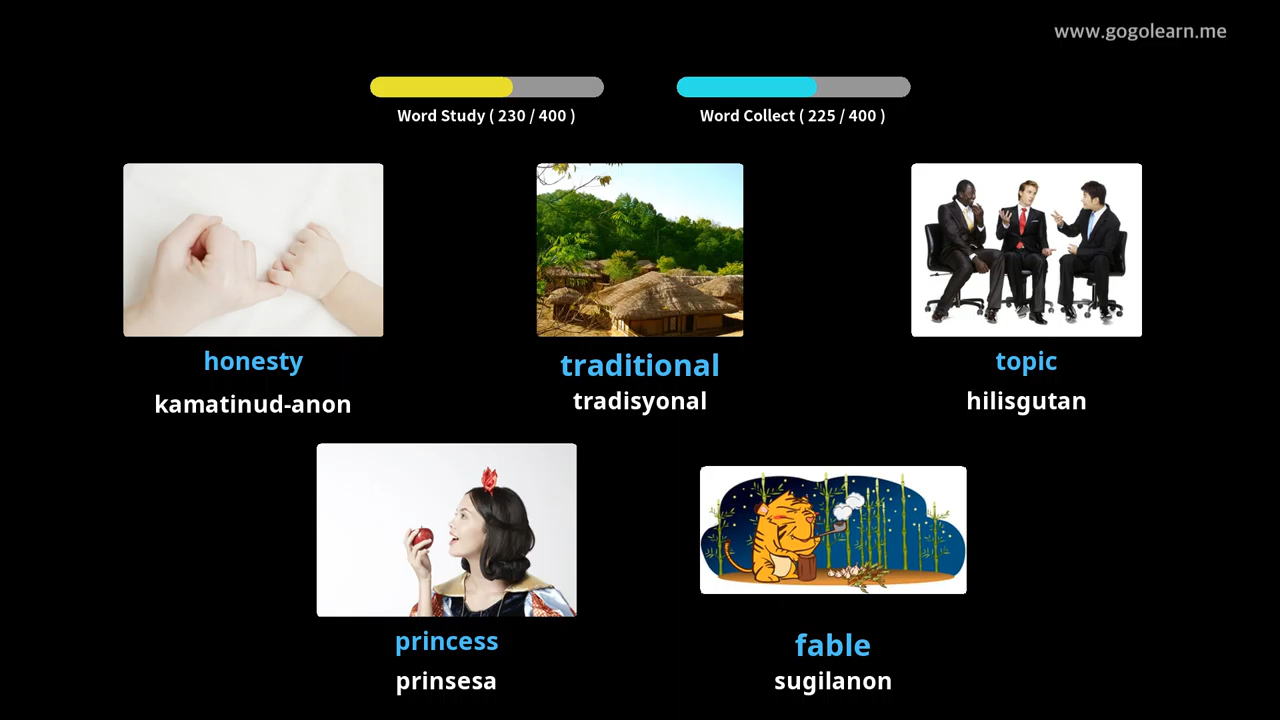 www.gogolearn.me
Word Study ( 230 / 400 )
Word Collect ( 225 / 400 )
honesty
kamatinud-anon
traditional
tradisyonal
topic
hilisgutan
princess
prinsesa
fable
sugilanon